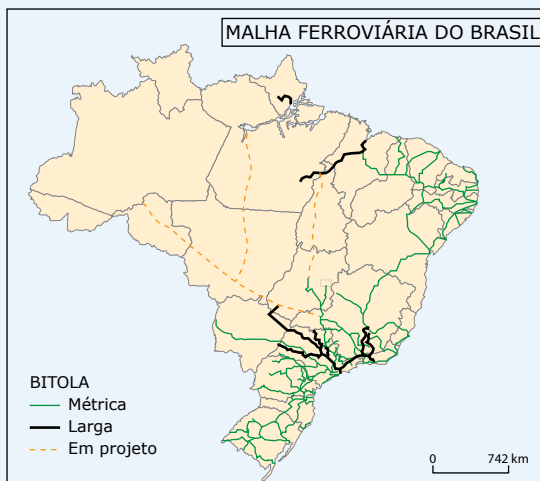 MALHA FERROVIÁRIA DO BRASIL
BITOLA
Métrica
Larga
Em projeto
0 742 km